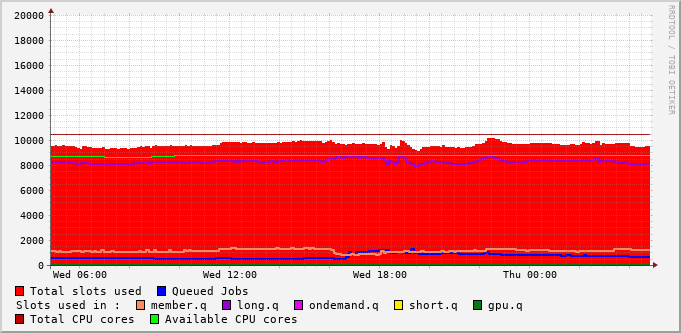 20000
18000
16000
14000
12000
10000
8000
6000
4000
2000
0
Wed 06:00 Wed 12:00 Wed 18:00 Thu 00:00
Total slots used Queued Jobs
Slots used in : member.q long.q ondemand.q short.q gpu.q
Total CPU cores Available CPU cores
RRDTOOL / TOBI OETIKER